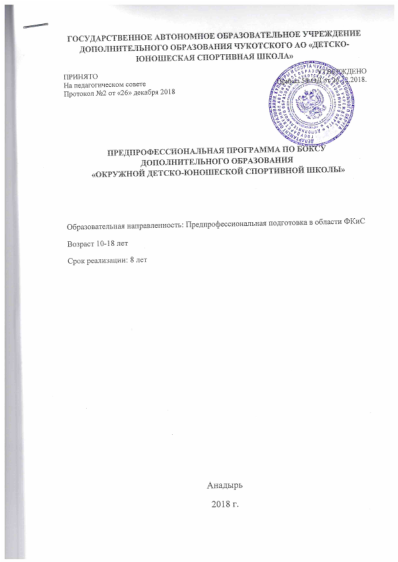 ГОСУДАРСТВЕННОЕ АВТОНОМНОЕ ОБРАЗОВАТЕЛЬНОЕ УЧРЕЖДЕНИЕ
ДОПОЛНИТЕЛЬНОГО ОБРАЗОВАНИЯ ЧУКОТСКОГО АО «ДЕТСКО-
ЮНОШЕСКАЯ СПОРТИВНАЯ ШКОЛА»
ПРИНЯТО
На педагогическом совете
Протокол №2 от «26» декабря 2018
2018.
ПРЕДПРОФЕССИОНАЛЬНАЯ ПРОГРАММА ПО БОКСУ
ДОПОЛНИТЕЛЬНОГО ОБРАЗОВАНИЯ
«ОКРУЖНОЙ ДЕТСКО-ЮНОШЕСКОЙ СПОРТИВНОЙ ШКОЛЫ»
Образовательная направленность: Предпрофессиональная подготовка в области ФКиС
Возраст 10-18 лет
Срок реализации: 8 лет
Анадырь
2018 г.